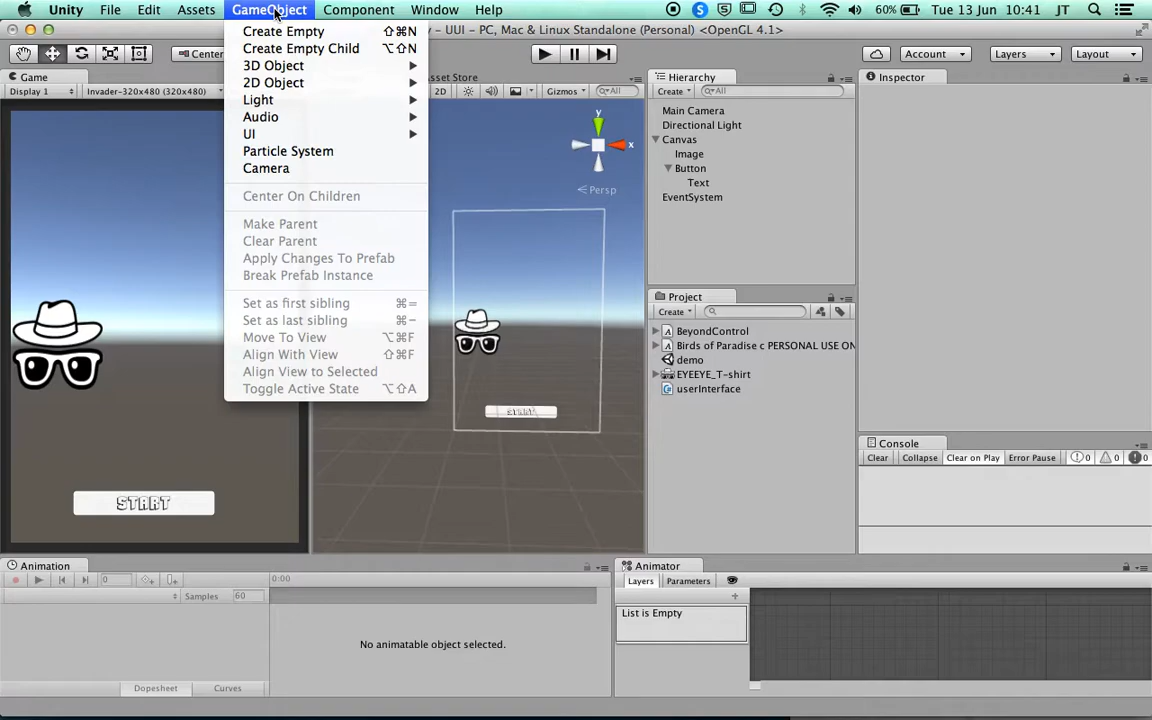 Unity File Edit Assets GameObject Component Window Help 60% Tue 13 Jun 10:41 JT
- UUI - PC, Mac & Linux Standalone (Personal) <OpenGL 4.1>
Center Account Layers Layout
Game
Display 1 Invader-320x480 (320x480)
Create Empty ⇧⌘N
Create Empty Child ⌥⇧N
3D Object
2D Object
Light
Audio
UI
Particle System
Camera
Center On Children
Make Parent
Clear Parent
Apply Changes To Prefab
Break Prefab Instance
Set as first sibling ⌘=
Set as last sibling ⌘-
Move To View ⌥⌘F
Align With View ⇧⌘F
Align View to Selected
Toggle Active State ⌥⇧A
START
sset Store
2D Gizmos All
y
x
Persp
START
Hierarchy
Create All
Main Camera
Directional Light
Canvas
Image
Button
Text
EventSystem
Project
Create
BeyondControl
Birds of Paradise c PERSONAL USE ON
demo
EYEEYE_T-shirt
userInterface
Inspector
Console
Clear Collapse Clear on Play Error Pause 0 0 0
Animation
0 0:00
Samples 60
No animatable object selected.
Dopesheet Curves
Animator
Layers Parameters
List is Empty